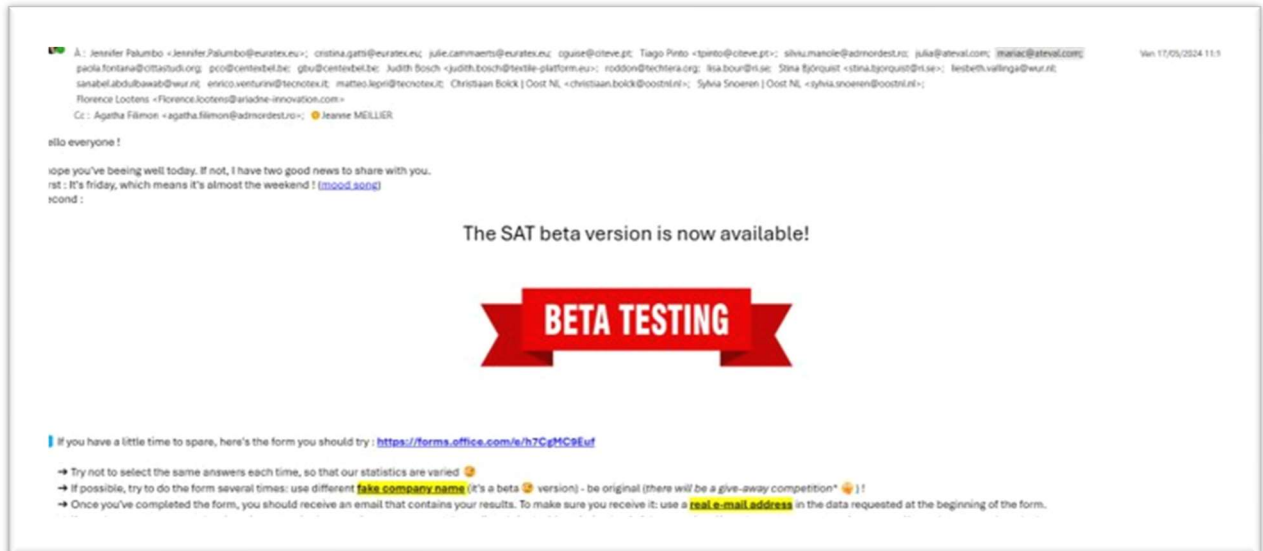 À : Jennifer Palumbo <Jennifer.Palumbo@euratex.eu>; cristina.gatti@euratex.eu; julie.cammaerts@euratex.eu; cguise@citeve.pt; Tiago Pinto <tpinto@citeve.pt>; silviu.manole@adrnordest.ro; julia@ateval.com; mariac@ateval.com; Ven 17/05/2024 11:1
paola.fontana@cittastudi.org; pco@centexbel.be; gbu@centexbel.be; Judith Bosch <judith.bosch@textile-platform.eu>; roddon@techtera.org; lisa.bour@ri.se; Stina Björquist <stina.bjorquist@ri.se>; liesbeth.vallinga@wur.nl;
sanabel.abdulbawab@wur.nl; enrico.venturini@tecnotex.it; matteo.lepri@tecnotex.it; Christiaan Bolck | Oost NL <christiaan.bolck@oostnl.nl>; Sylvia Snoeren | Oost NL <sylvia.snoeren@oostnl.nl>;
Florence Lootens <Florence.lootens@ariadne-innovation.com>
Cc : Agatha Filimon <agatha.filimon@adrnordest.ro>; Jeanne MEILLIER
ello everyone !
ope you've beeing well today. If not, I have two good news to share with you.
rst : It's friday, which means it's almost the weekend ! (mood song)
econd :
The SAT beta version is now available!
BETA TESTING
If you have a little time to spare, here's the form you should try : https://forms.office.com/e/h7CgMC9Euf
➔ Try not to select the same answers each time, so that our statistics are varied 😉
➔ If possible, try to do the form several times: use different fake company name (it's a beta 😉 version) - be original (there will be a give-away competition* 🤫) !
➔ Once you've completed the form, you should receive an email that contains your results. To make sure you receive it: use a real e-mail address in the data requested at the beginning of the form.